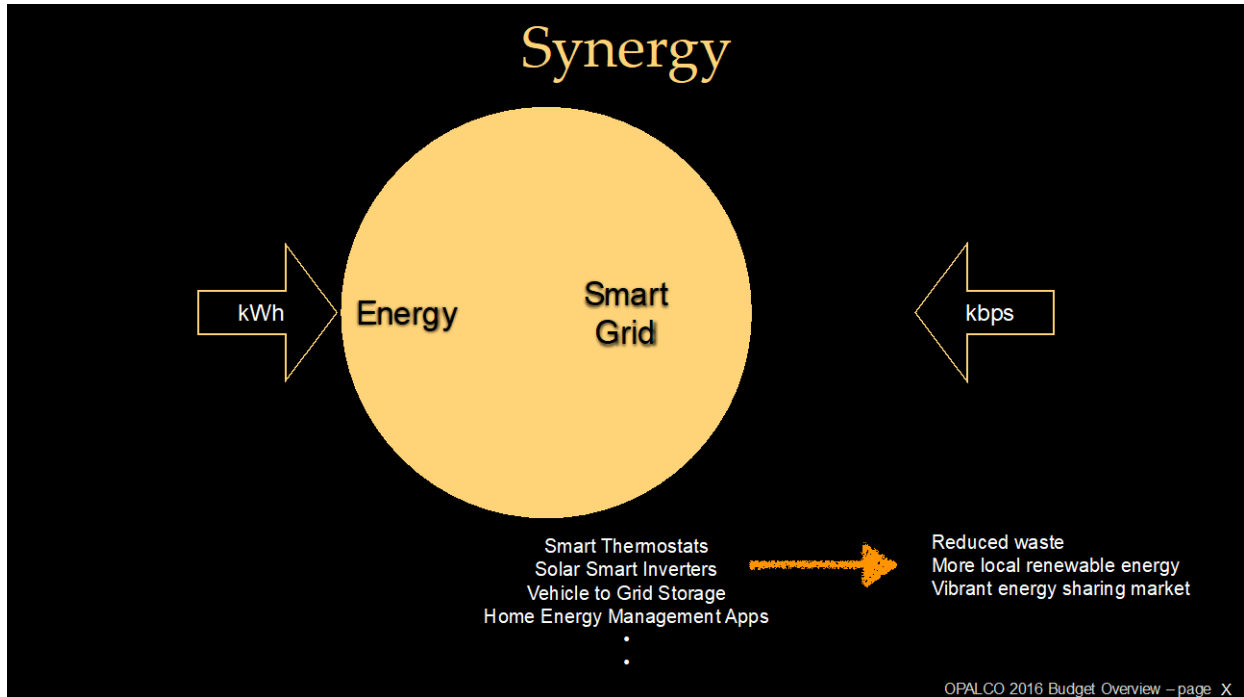 Synergy
kWh
Energy
Smart
Grid
kbps
Smart Thermostats
Solar Smart Inverters
Vehicle to Grid Storage
Home Energy Management Apps
•
•
Reduced waste
More local renewable energy
Vibrant energy sharing market
OPALCO 2016 Budget Overview – page X